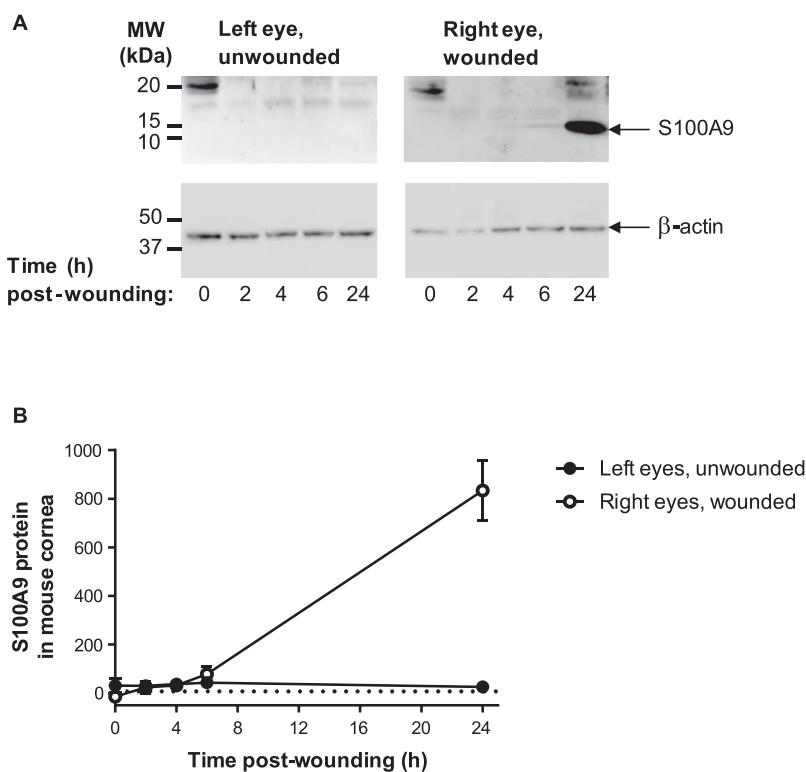 A
MW
(kDa)
Left eye,
unwounded
Right eye,
wounded
20
15
10
S100A9
50
37
β-actin
Time (h)
post-wounding: 0 2 4 6 24 0 2 4 6 24
B
1000
800
600
400
200
0
S100A9 protein
in mouse cornea
0 4 8 12 16 20 24
Time post-wounding (h)
Left eyes, unwounded
Right eyes, wounded